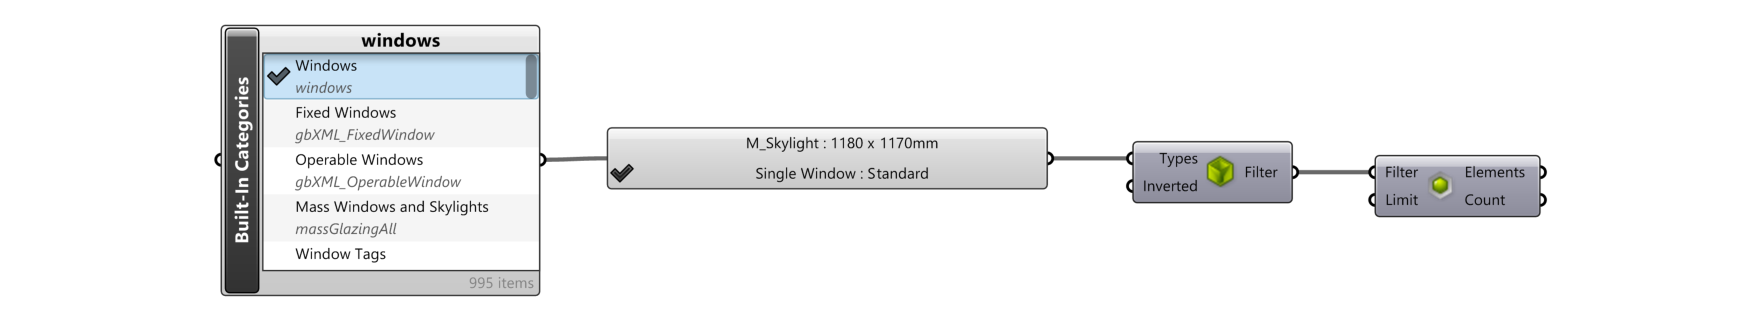 Built-In Categories
windows
Windows
windows
Fixed Windows
gbXML_FixedWindow
Operable Windows
gbXML_OperableWindow
Mass Windows and Skylights
massGlazingAll
Window Tags
995 items
M_Skylight : 1180 x 1170mm
Single Window : Standard
Types
Inverted
Filter
Filter
Limit
Elements
Count